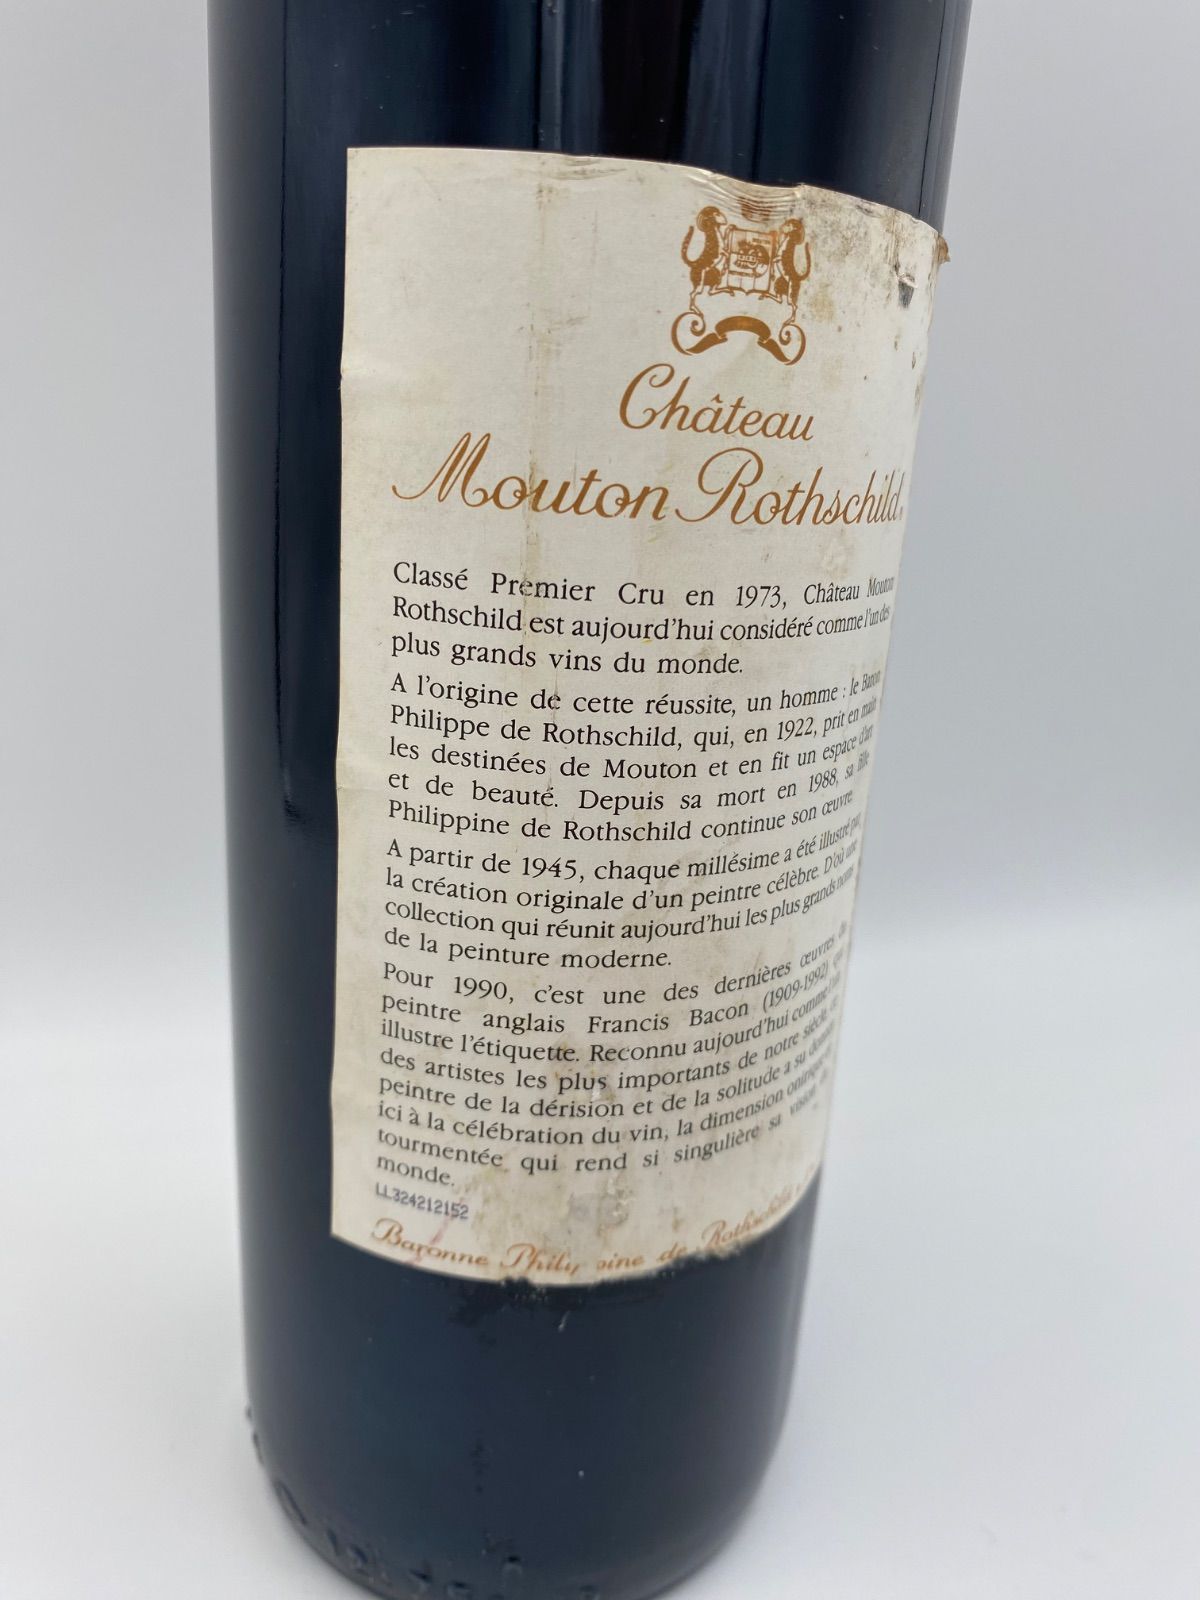 Château
Mouton Rothschild.
Classé Premier Cru en 1973, Château Mouton
Rothschild est aujourd'hui considéré comme l'un des
plus grands vins du monde.
A l'origine de cette réussite, un homme : le Baron
Philippe de Rothschild, qui, en 1922, prit en main
les destinées de Mouton et en fit un espace d'art
et de beauté. Depuis sa mort en 1988, sa fille
Philippine de Rothschild continue son œuvre.
A partir de 1945, chaque millésime a été illustré par
la création originale d'un peintre célèbre. D'où une
collection qui réunit aujourd'hui les plus grands noms
de la peinture moderne.
Pour 1990, c'est une des dernières œuvres du
peintre anglais Francis Bacon (1909-1992) qui
illustre l'étiquette. Reconnu aujourd'hui comme l'un
des artistes les plus importants de notre siècle, ce
peintre de la dérision et de la solitude a su donner
ici à la célébration du vin, la dimension onirique et
tourmentée qui rend si singulière sa vision du
monde.
LL324212152
Baronne Philippine de Rothschild